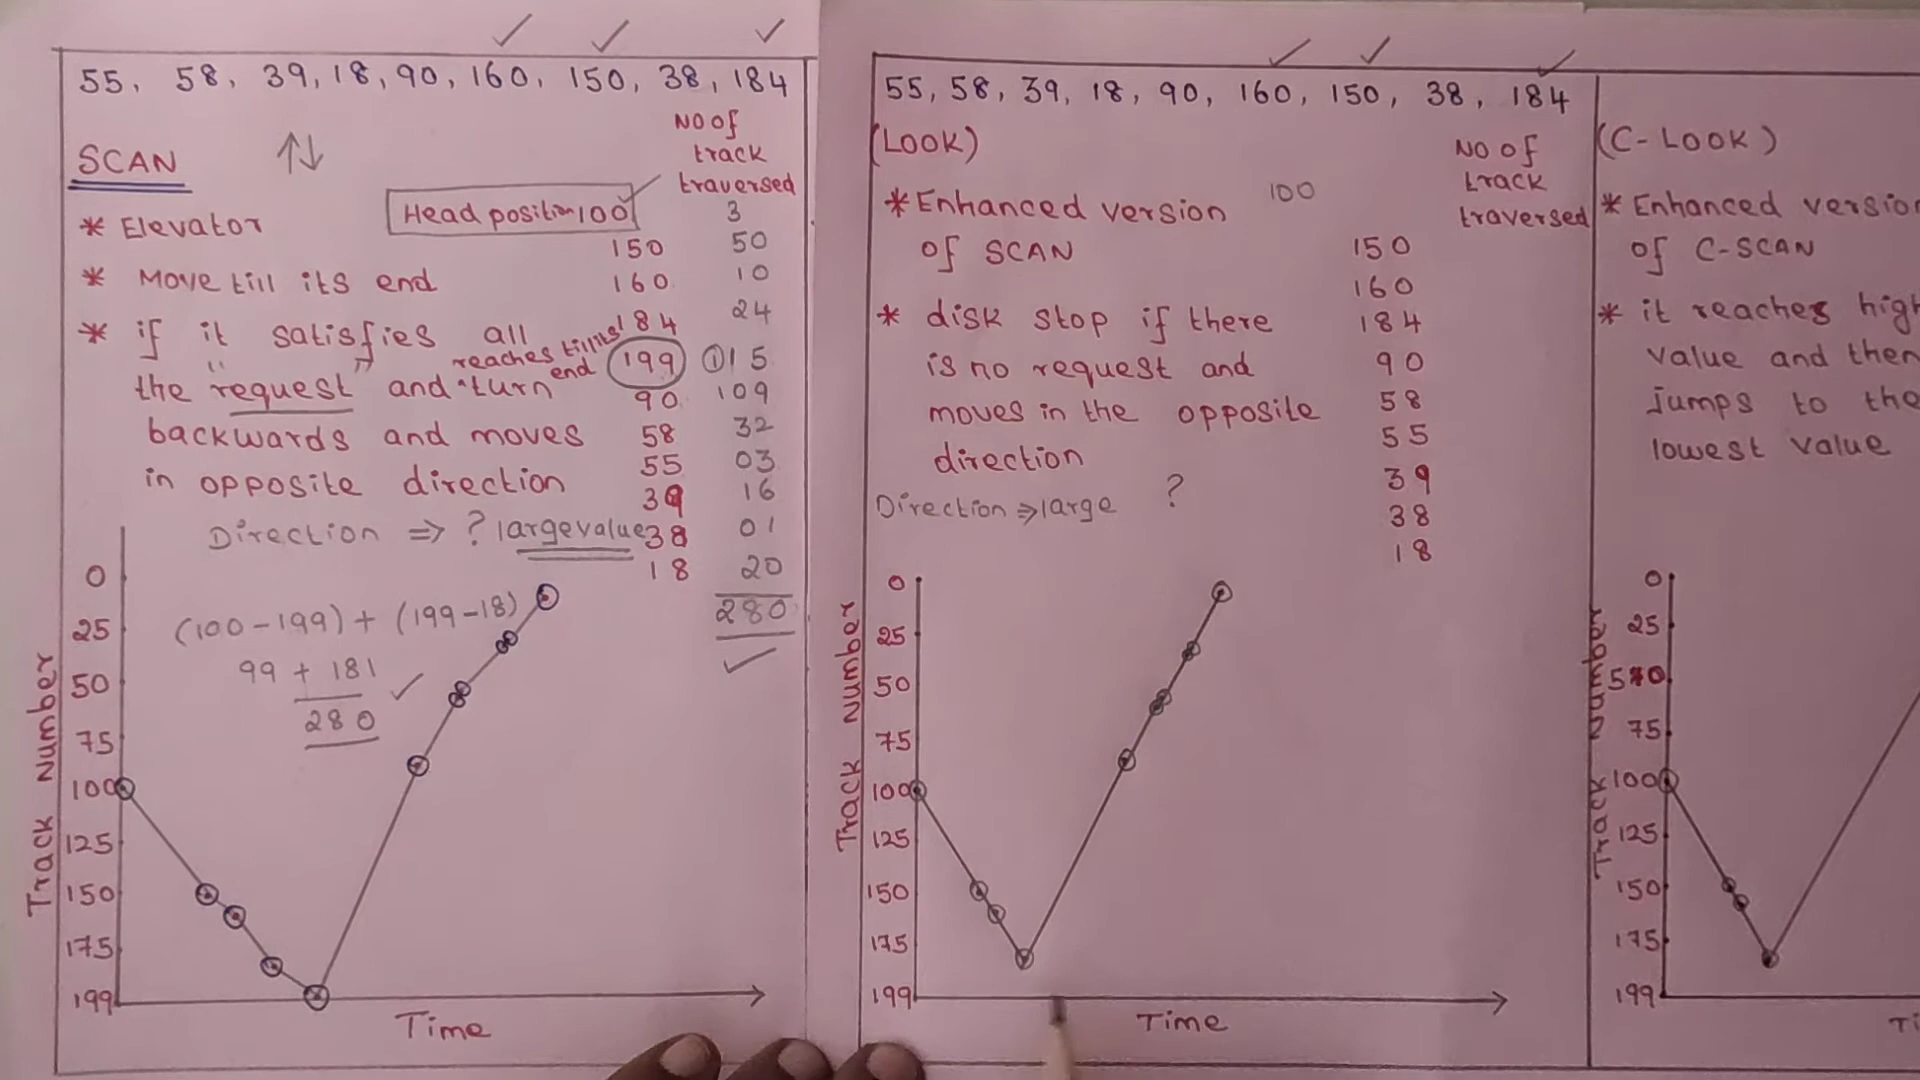 55, 58, 39, 18, 90, 160, 150, 38, 184
SCAN
No of
track
traversed
Head position 100
* Elevator
* Move till its end
* if it satisfies all
the "request" and turn
backwards and moves
in opposite direction
reaches till its
end
Direction ⇒ ? large value
3
150 50
160 10
184 24
199 ① 15
90 109
58 32
55 03
39 16
38 01
18 20
280
(100-199) + (199-18)
99 + 181
280
Track Number
0
25
50
75
100
125
150
175
199
Time
55, 58, 39, 18, 90, 160, 150, 38, 184
(LOOK)
No of
track
traversed
* Enhanced version
of SCAN
100
* disk stop if there
is no request and
moves in the opposite
direction
Direction ⇒ large ?
150
160
184
90
58
55
39
38
18
Track Number
0
25
50
75
100
125
150
175
199
Time
(C-LOOK)
* Enhanced version
of C-SCAN
* it reaches high
value and then
jumps to the
lowest value
Track Number
0
25
50
75
100
125
150
175
199
Ti